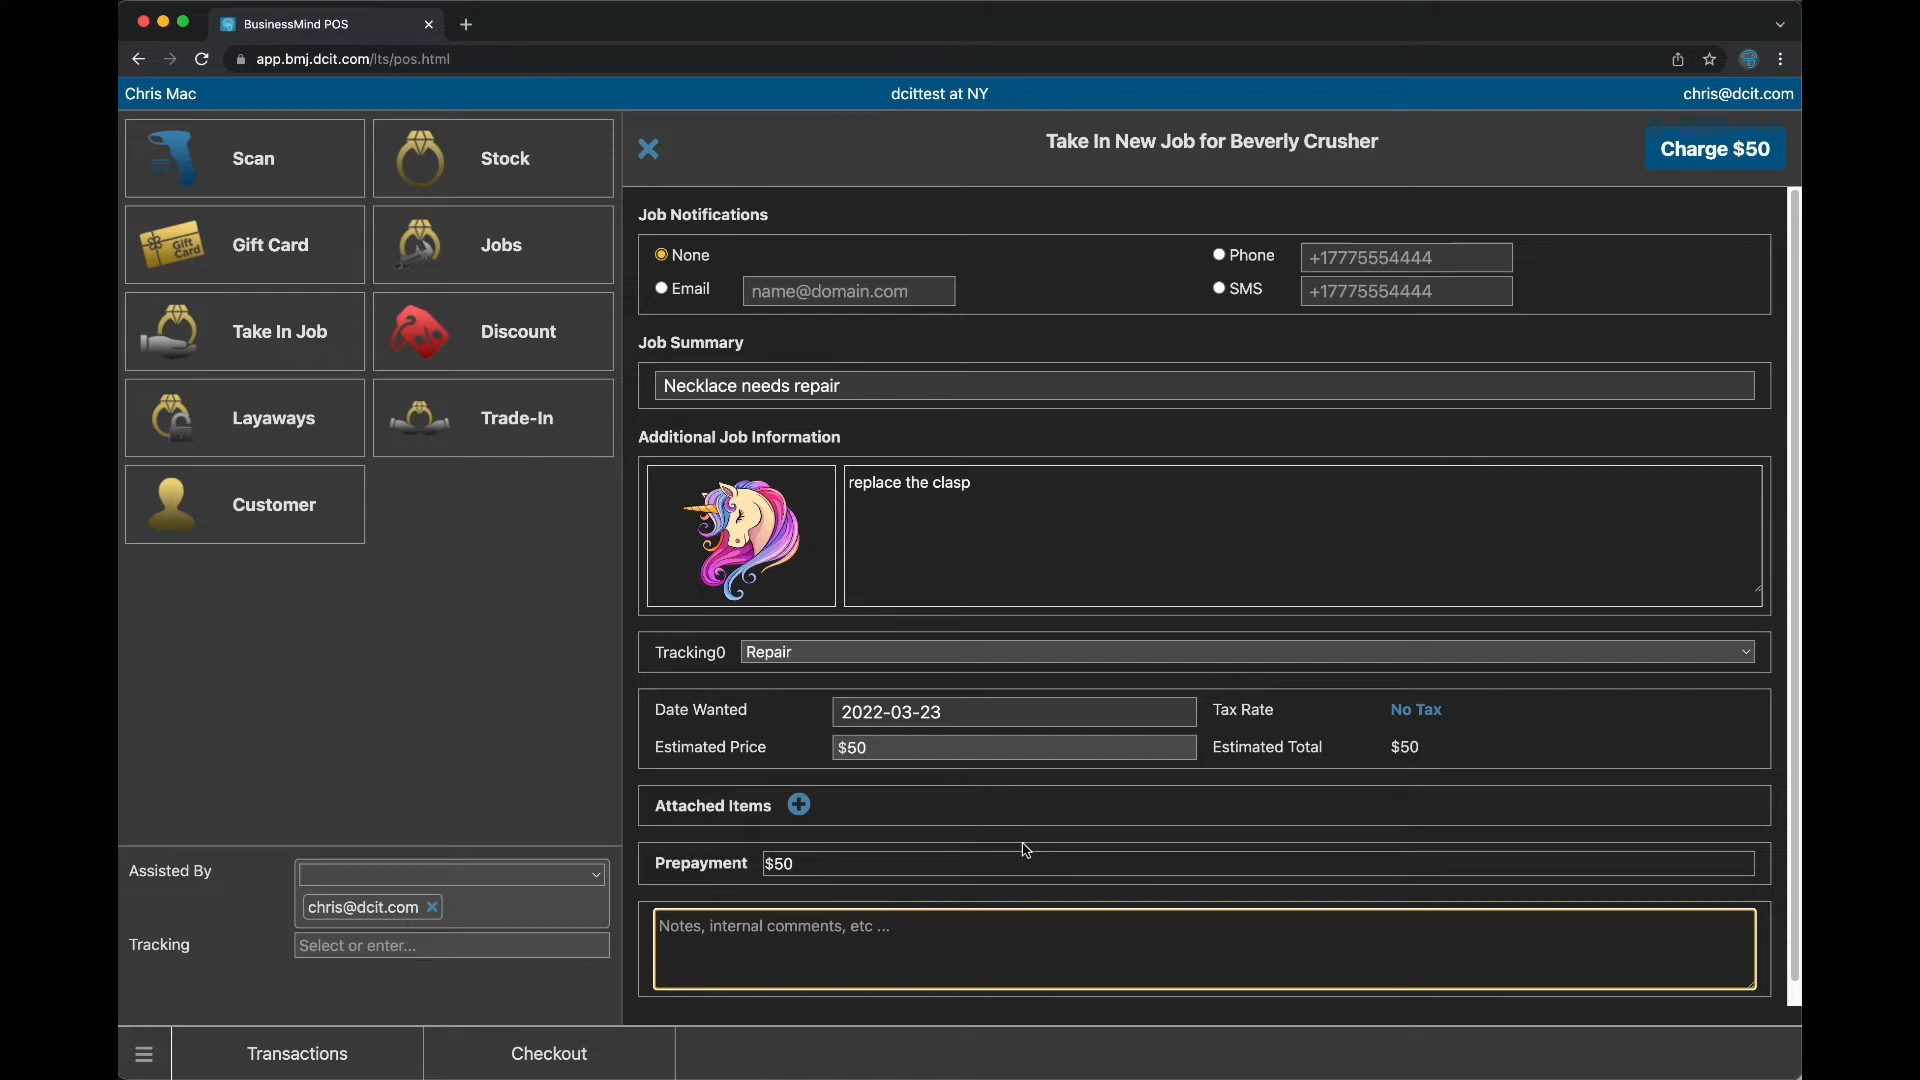 BusinessMind POS
app.bmj.dcit.com/lts/pos.html
Chris Mac
dcittest at NY
chris@dcit.com
Scan
Stock
Gift Card
Gift Card
Jobs
Take In Job
Discount
Layaways
Trade-In
Customer
Assisted By
chris@dcit.com
Tracking
Select or enter...
Take In New Job for Beverly Crusher
Charge $50
Job Notifications
None
Phone
+17775554444
Email
name@domain.com
SMS
+17775554444
Job Summary
Necklace needs repair
Additional Job Information
replace the clasp
Tracking0
Repair
Date Wanted
2022-03-23
Tax Rate
No Tax
Estimated Price
$50
Estimated Total
$50
Attached Items
Prepayment
$50
Notes, internal comments, etc ...
Transactions
Checkout